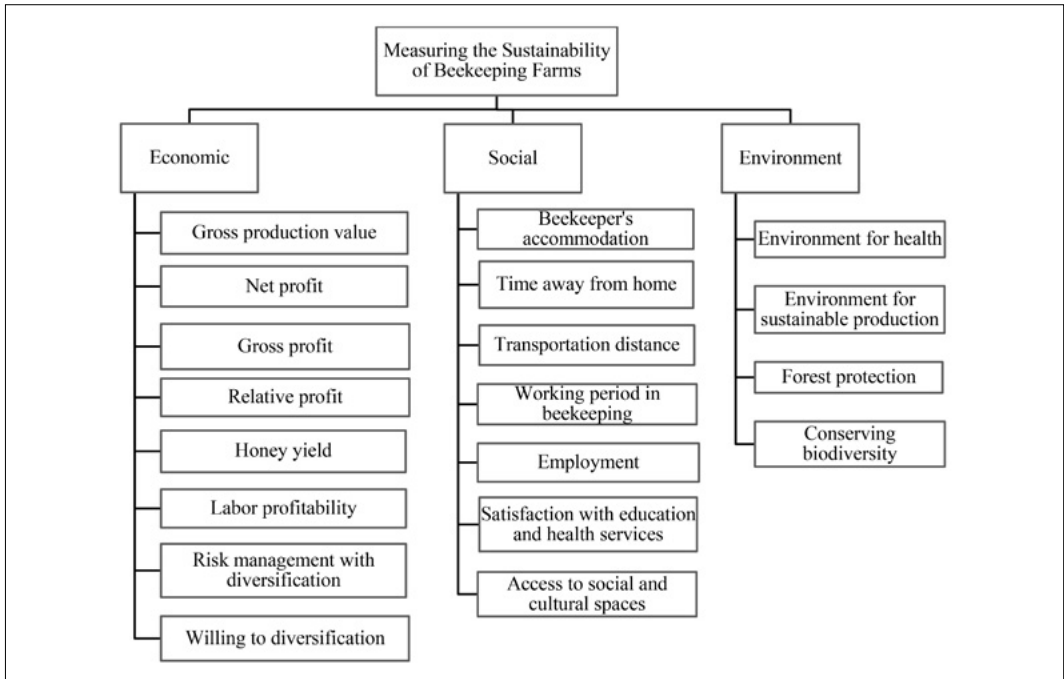 Measuring the Sustainability
of Beekeeping Farms
Economic
Social
Environment
Gross production value
Net profit
Gross profit
Relative profit
Honey yield
Labor profitability
Risk management with
diversification
Willing to diversification
Beekeeper's
accommodation
Time away from home
Transportation distance
Working period in
beekeeping
Employment
Satisfaction with education
and health services
Access to social and
cultural spaces
Environment for health
Environment for
sustainable production
Forest protection
Conserving
biodiversity